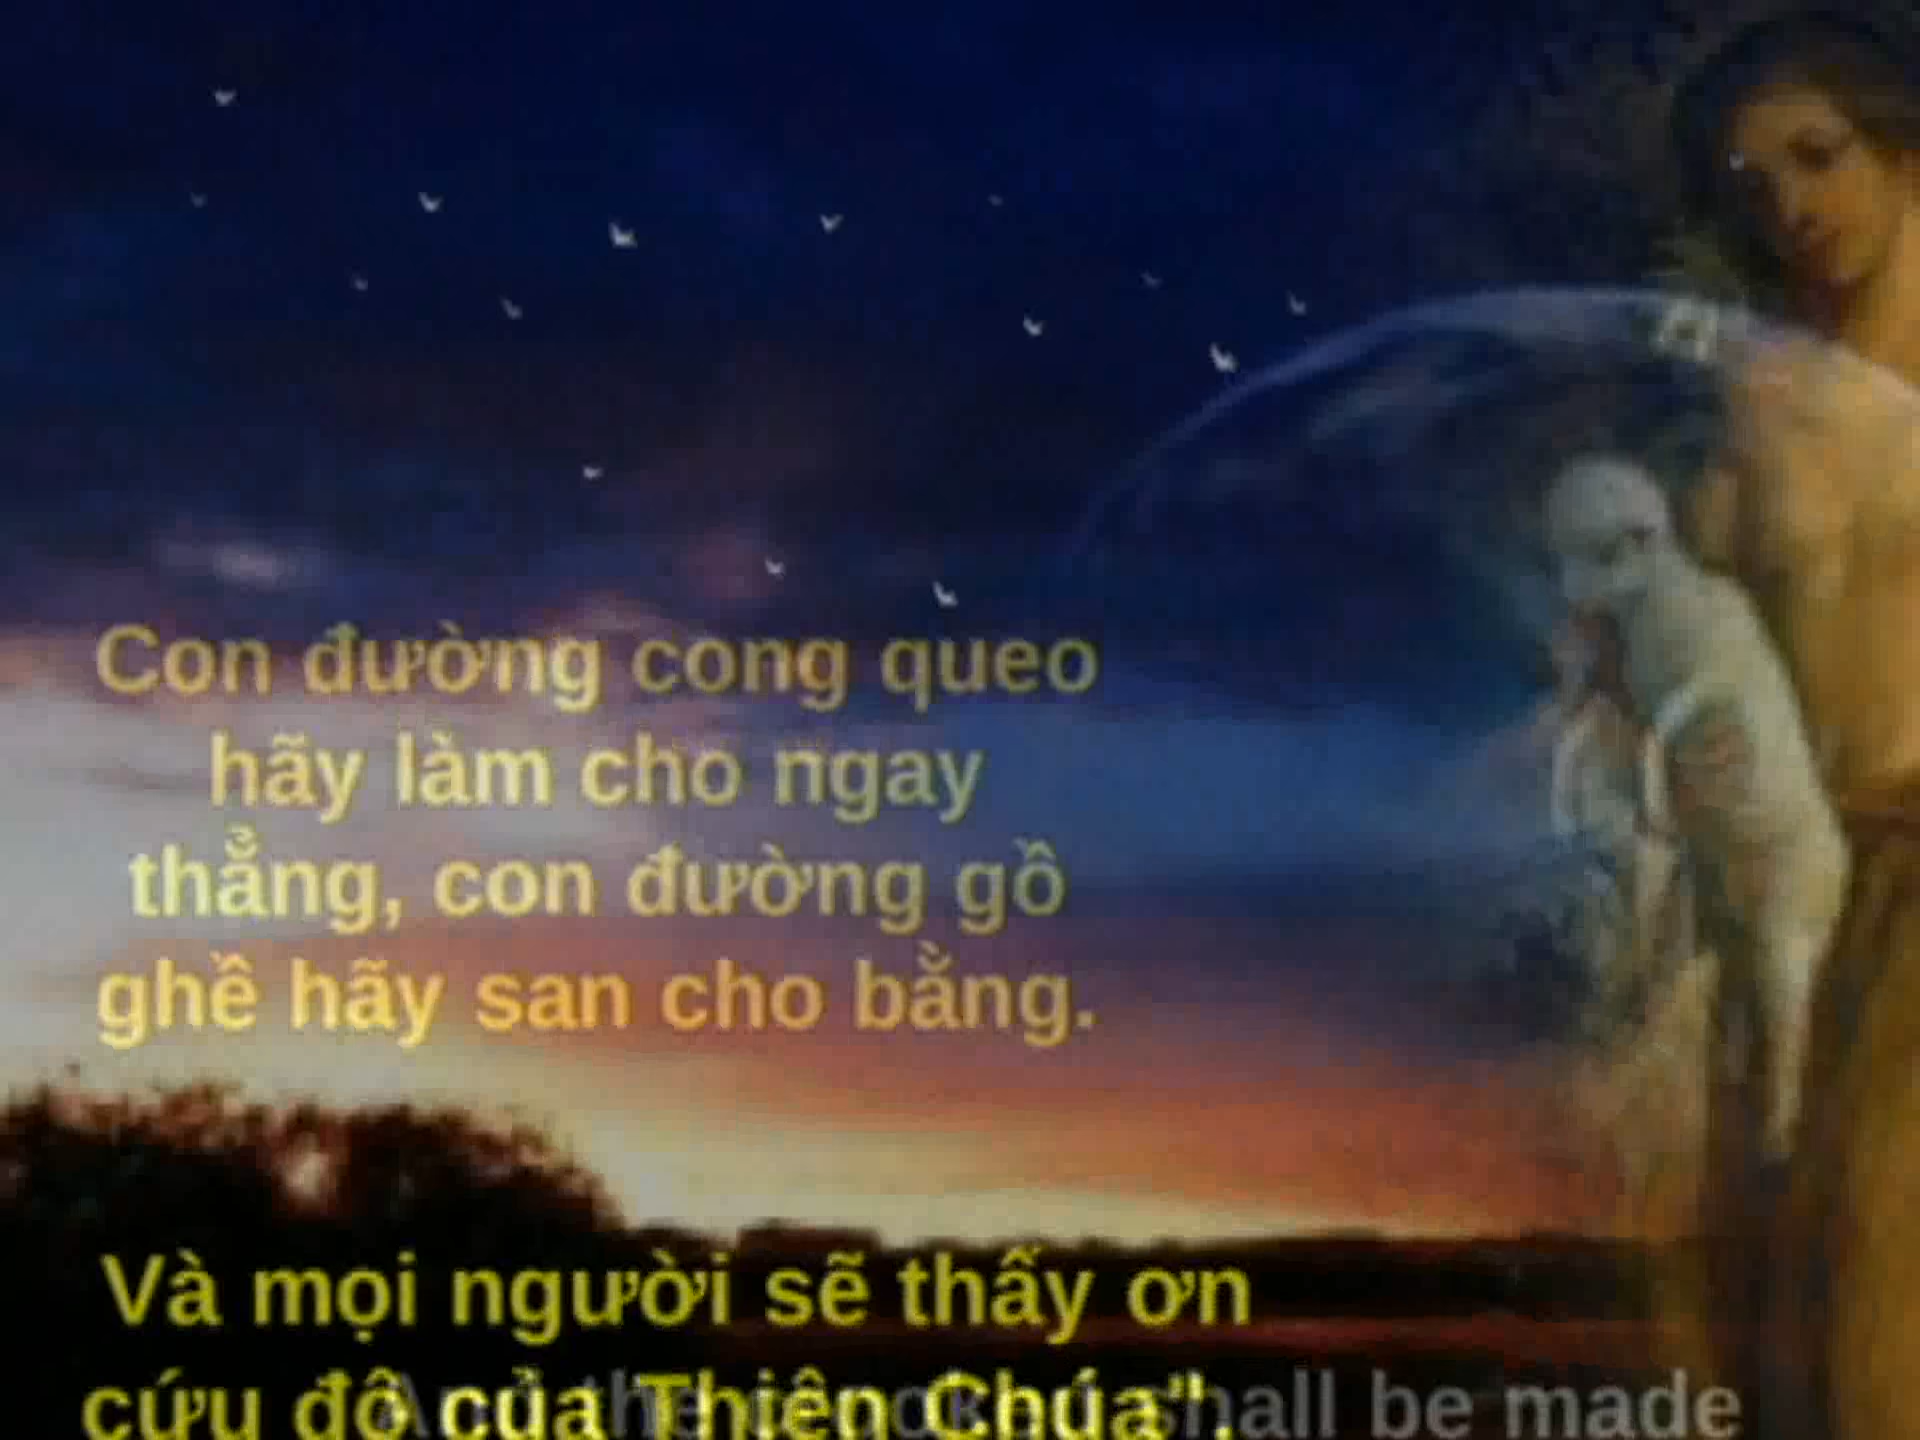 Con đường cong queo
hãy làm cho ngay
thẳng, con đường gồ
ghề hãy san cho bằng.
Và mọi người sẽ thấy ơn
cứu độ của Thiên Chúa".
shall be made